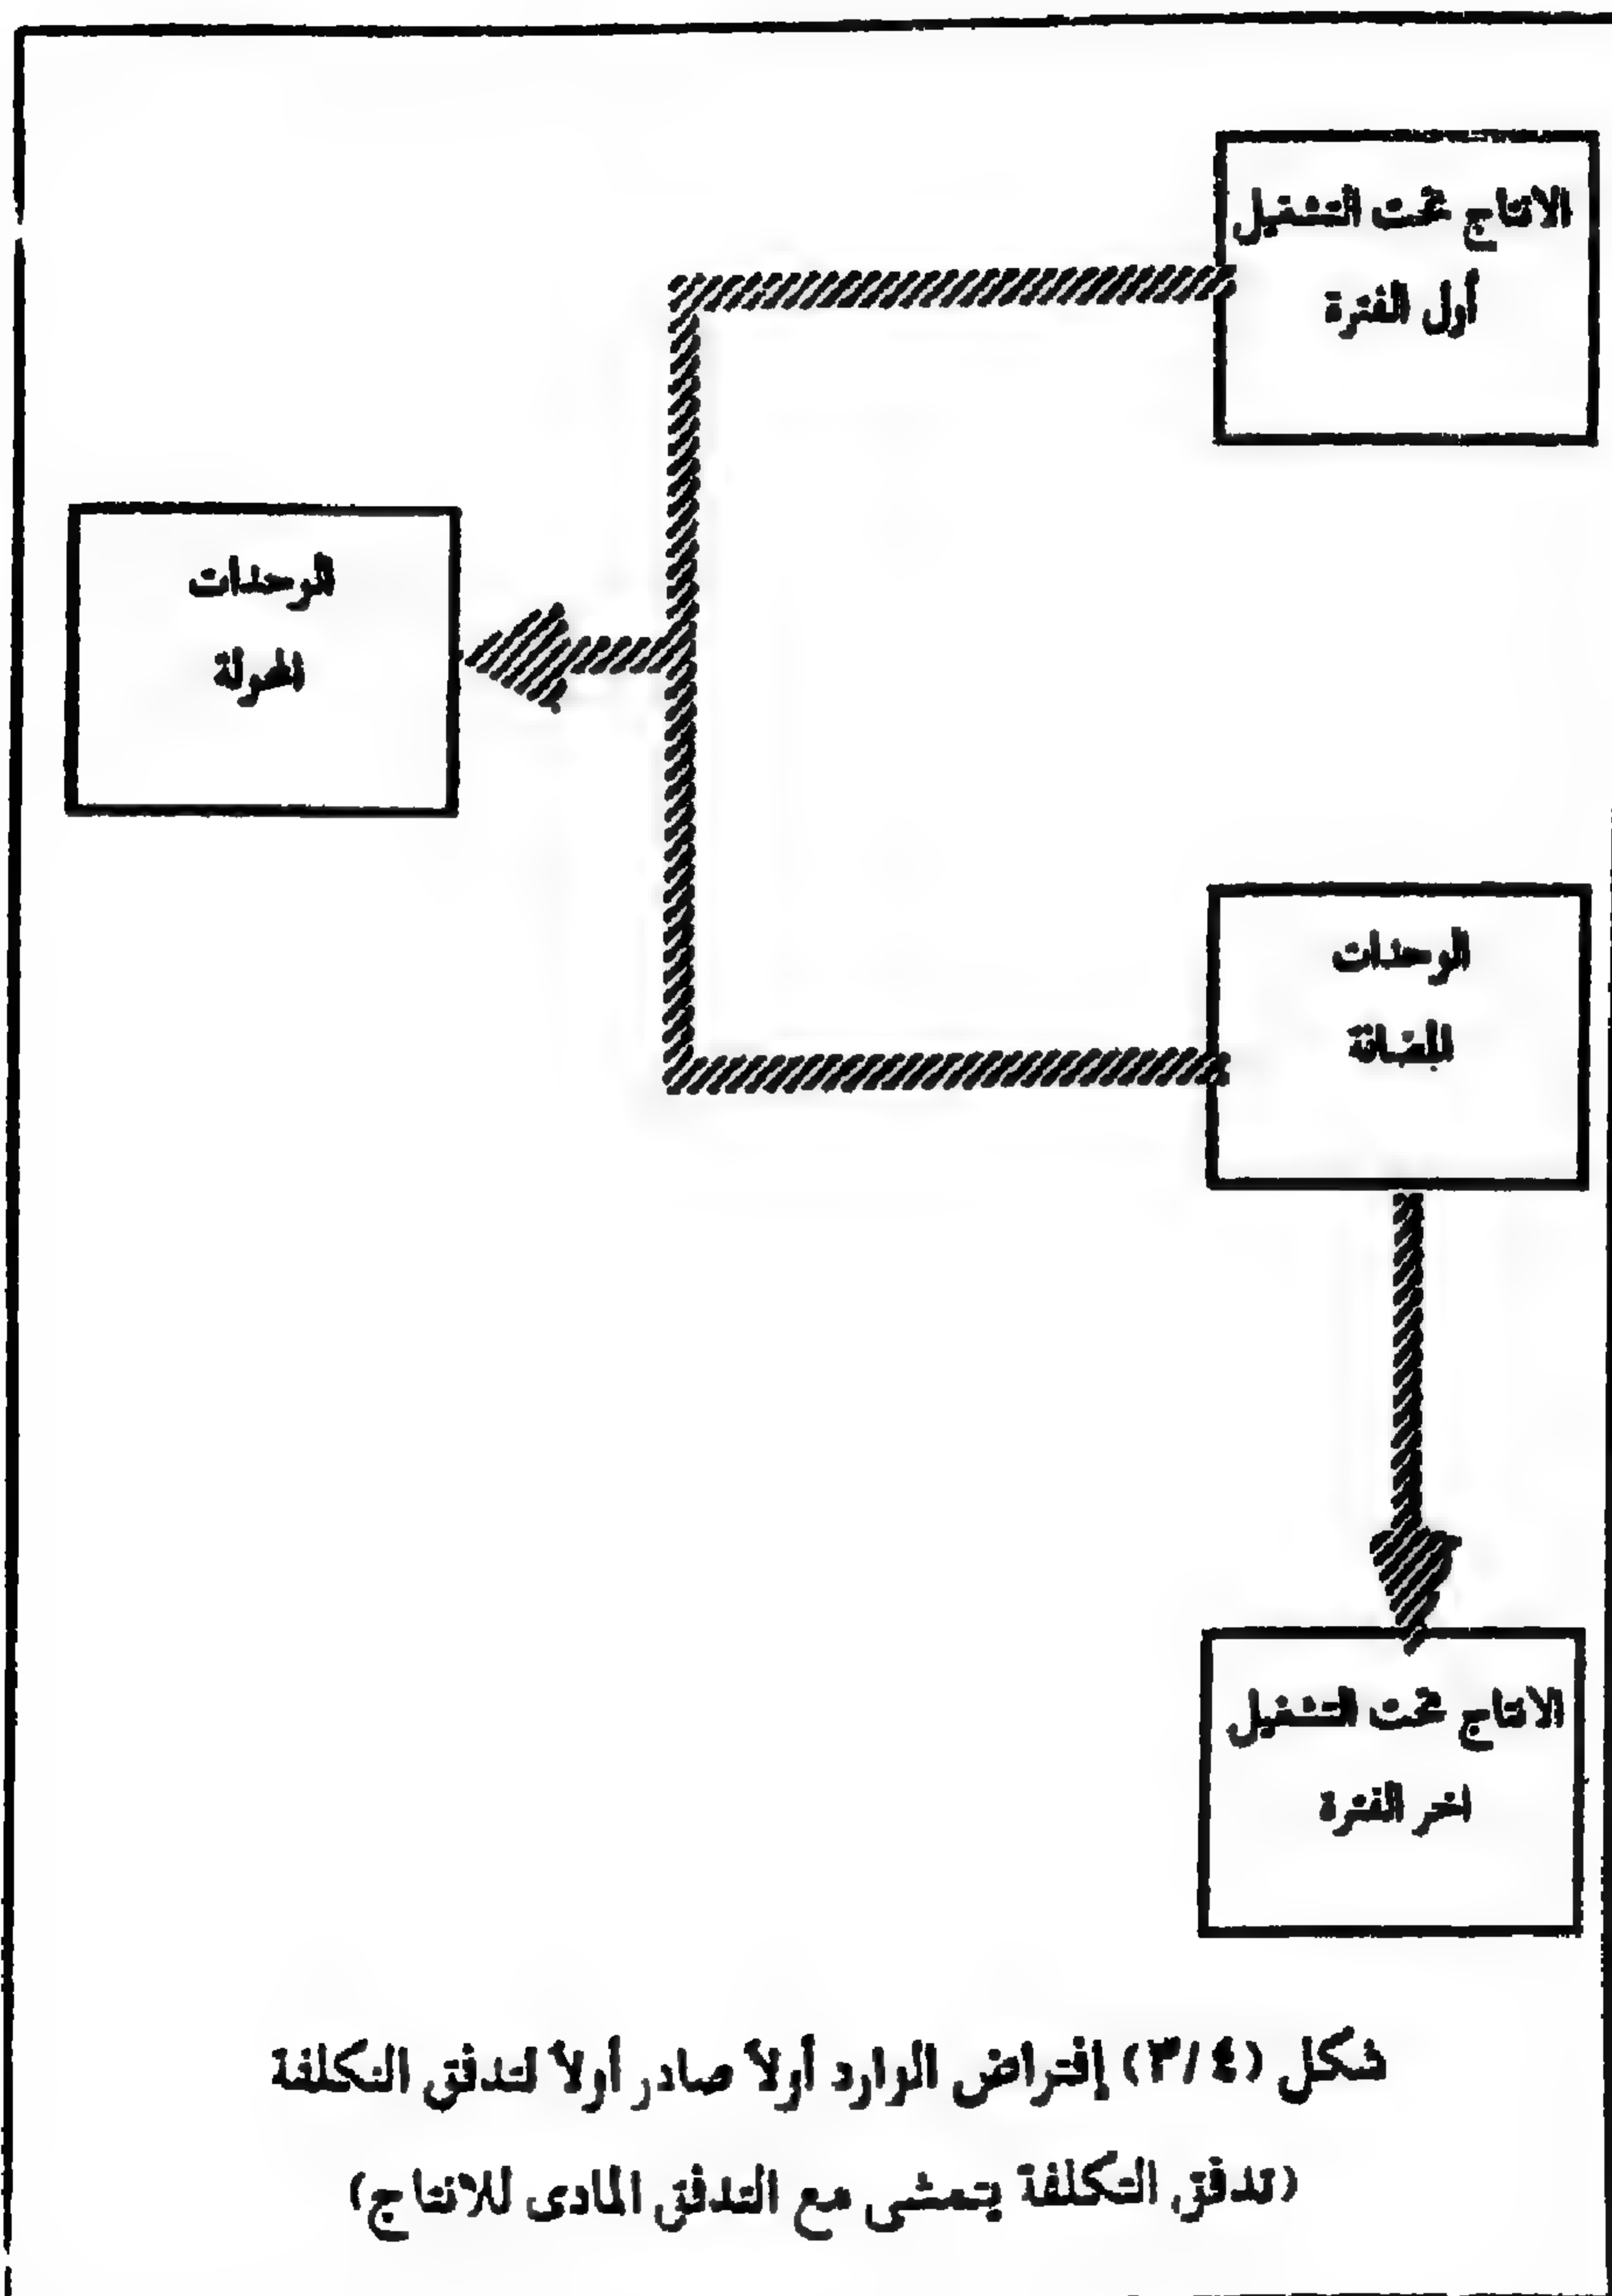 الانتاج تحت التشغيل
أول الفترة
الوحدات
المحولة
الوحدات
المضافة
الانتاج تحت التشغيل
اخر الفترة
شكل (٣/٤) إفتراض الوارد أولاً صادر أولاً لتدفق التكلفة
(تدفق التكلفة يتمشى مع التدفق المادى للانتاج)